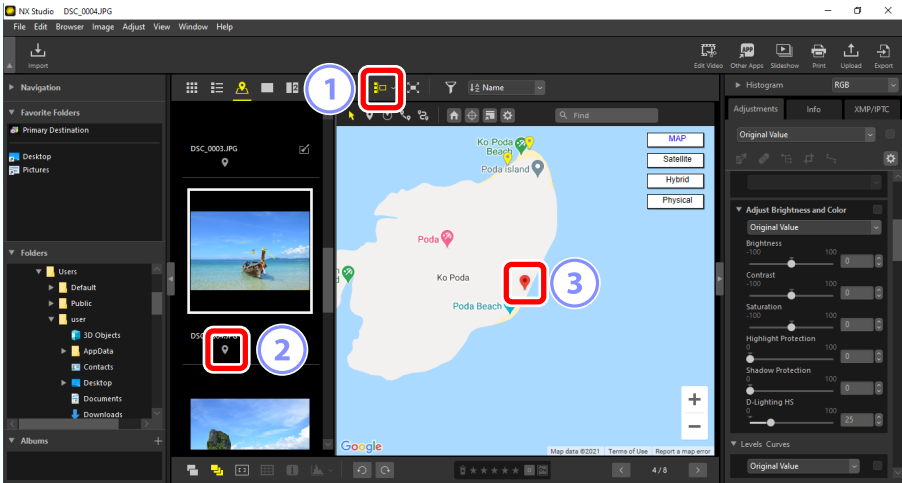 NX Studio DSC_0004.JPG
File Edit Browser Image Adjust View Window Help
Import
Edit Video Other Apps Slideshow Print Upload Export
APP
Navigation
Favorite Folders
Primary Destination
Desktop
Pictures
Folders
Users
Default
Public
user
3D Objects
AppData
Contacts
Desktop
Documents
Downloads
Albums
1
Name
Find
DSC_0003.JPG
2
3
Ko Poda
Beach
Poda island
Poda
Ko Poda
Poda Beach
MAP
Satellite
Hybrid
Physical
Google
Map data ©2021 Terms of Use Report a map error
4/8
Histogram RGB
Adjustments Info XMP/IPTC
Original Value
Adjust Brightness and Color
Original Value
Brightness
-100 100
0
Contrast
-100 100
0
Saturation
-100 100
0
Highlight Protection
0 100
0
Shadow Protection
0 100
0
D-Lighting HS
0 100
25
Levels Curves
Original Value